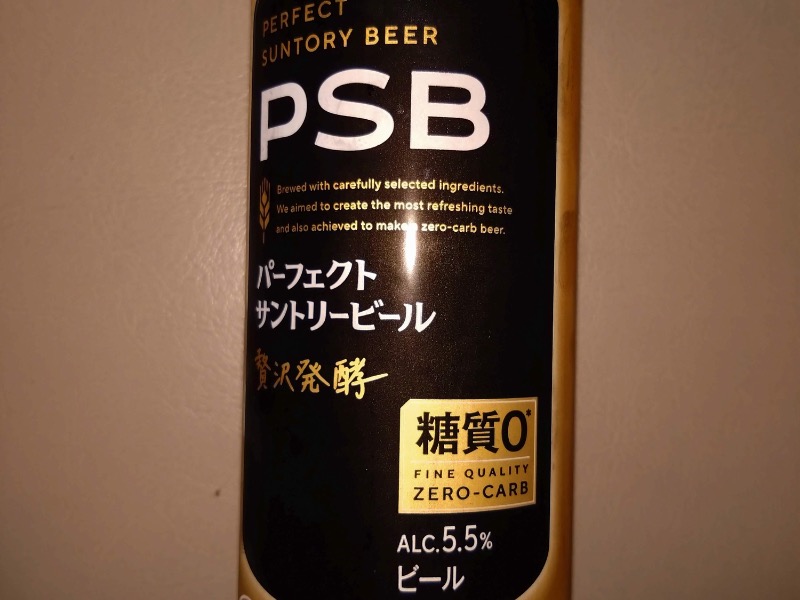 PERFECT
SUNTORY BEER
PSB
Brewed with carefully selected ingredients.
We aimed to create the most refreshing taste
and also achieved to make a zero-carb beer.
パーフェクト
サントリービール
贅沢発酵
糖質0*
FINE QUALITY
ZERO-CARB
ALC.5.5%
ビール